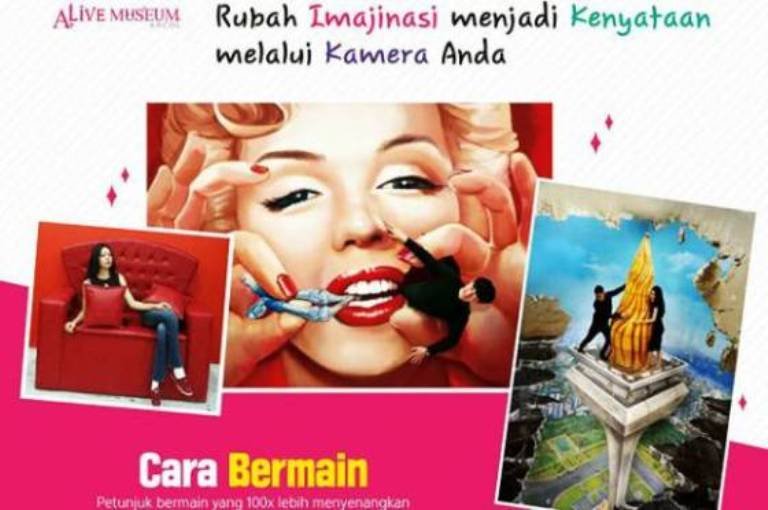 ALIVE MUSEUM
Rubah Imajinasi menjadi Kenyataan
melalui Kamera Anda
Cara Bermain
Petunjuk bermain yang 100x lebih menyenangkan